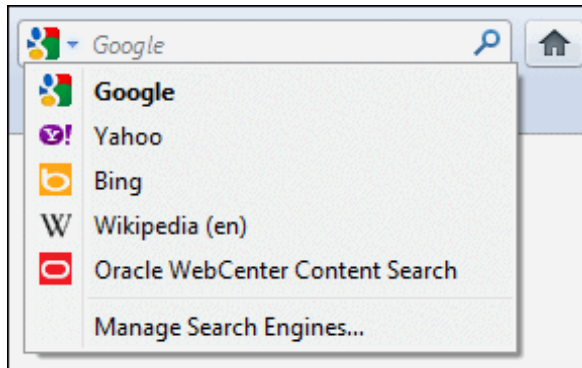 Google
Google
Yahoo
Bing
Wikipedia (en)
Oracle WebCenter Content Search
Manage Search Engines...